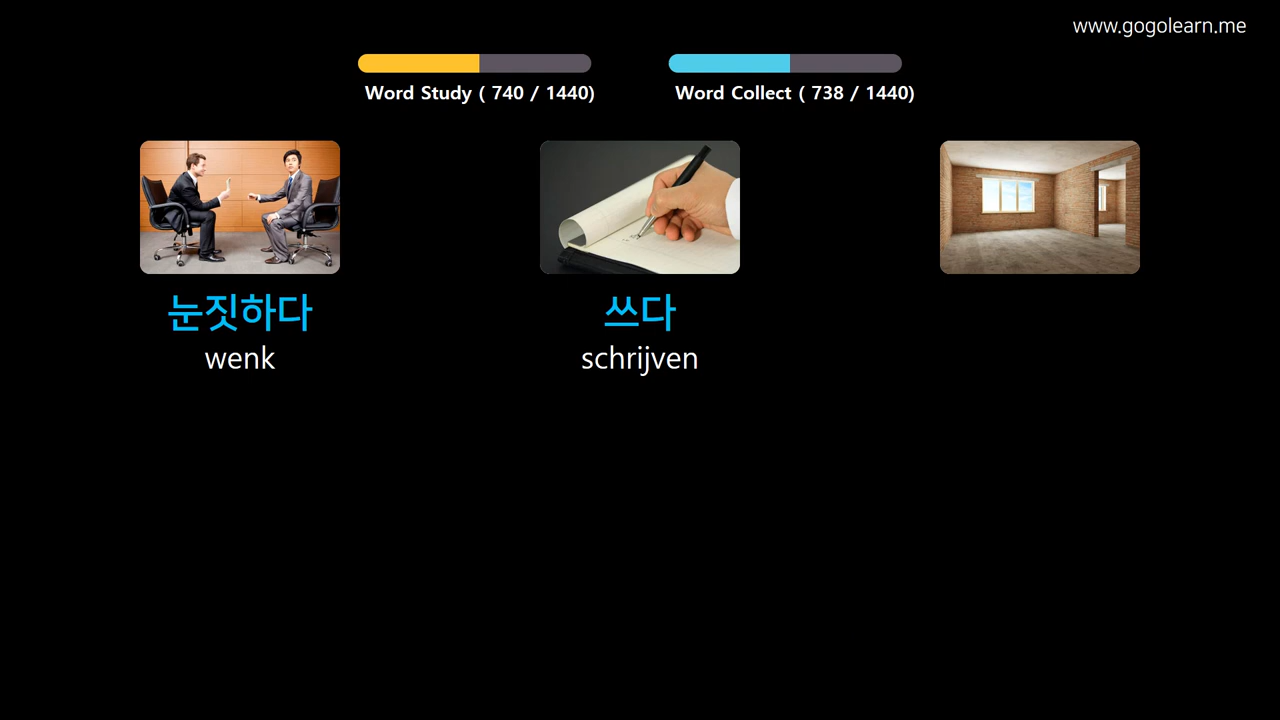 www.gogolearn.me
Word Study ( 740 / 1440)
Word Collect ( 738 / 1440)
눈짓하다
wenk
쓰다
schrijven